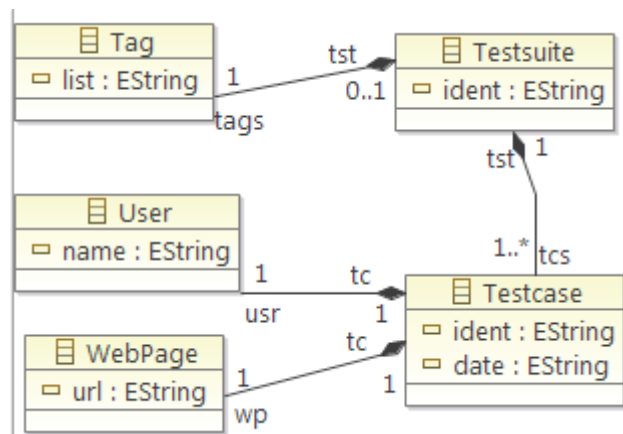 Tag
list : EString
1
tags
tst
0..1
Testsuite
ident : EString
tst
1
1..*
tcs
User
name : EString
1
usr
tc
1
Testcase
ident : EString
date : EString
WebPage
url : EString
1
wp
tc
1